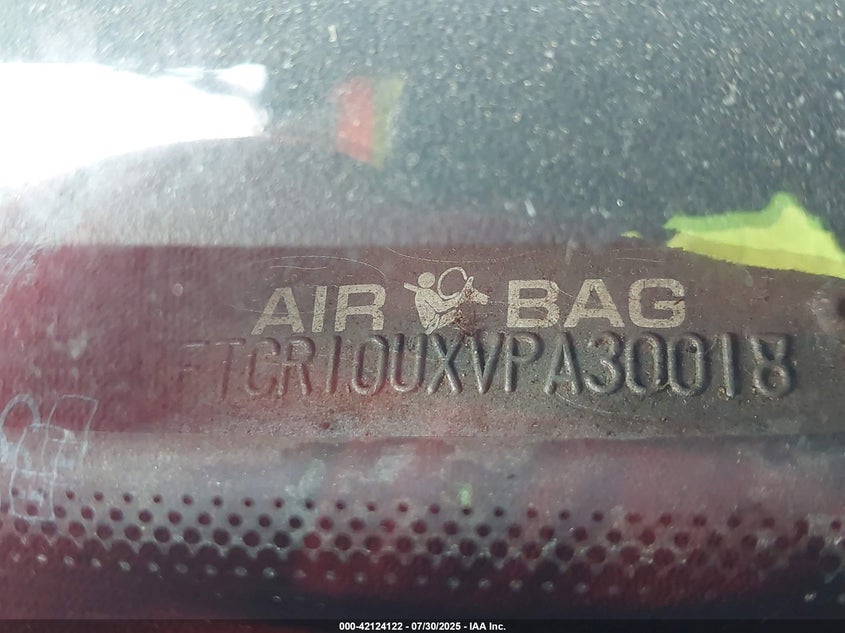 AIR BAG
FTCR10UXVPA30018
000-42124122 - 07/30/2025 - IAA Inc.